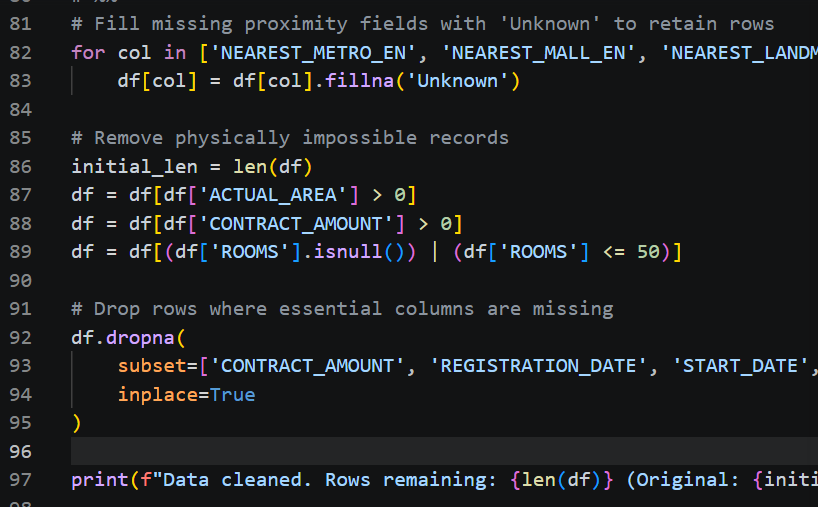 81 # Fill missing proximity fields with 'Unknown' to retain rows
82 for col in ['NEAREST_METRO_EN', 'NEAREST_MALL_EN', 'NEAREST_LANDM
83     df[col] = df[col].fillna('Unknown')
84
85 # Remove physically impossible records
86 initial_len = len(df)
87 df = df[df['ACTUAL_AREA'] > 0]
88 df = df[df['CONTRACT_AMOUNT'] > 0]
89 df = df[(df['ROOMS'].isnull()) | (df['ROOMS'] <= 50)]
90
91 # Drop rows where essential columns are missing
92 df.dropna(
93     subset=['CONTRACT_AMOUNT', 'REGISTRATION_DATE', 'START_DATE',
94     inplace=True
95 )
96
97 print(f"Data cleaned. Rows remaining: {len(df)} (Original: {initi